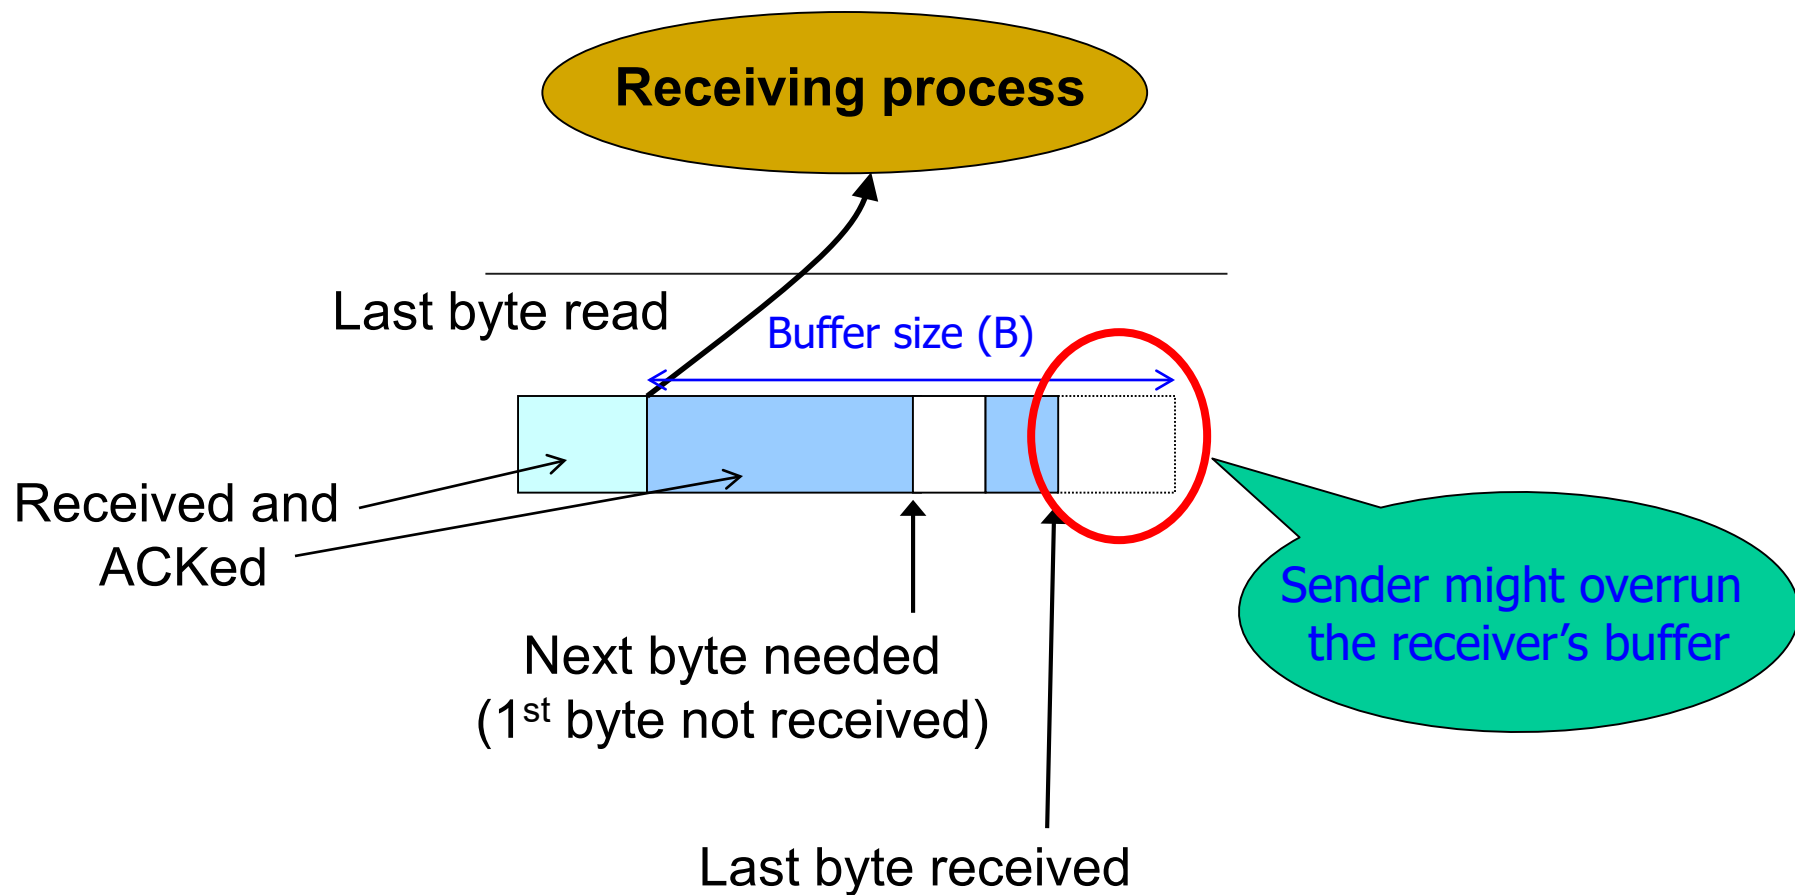 Receiving process
Last byte read
Buffer size (B)
Received and
ACKed
Sender might overrun
the receiver’s buffer
Next byte needed
(1st byte not received)
Last byte received